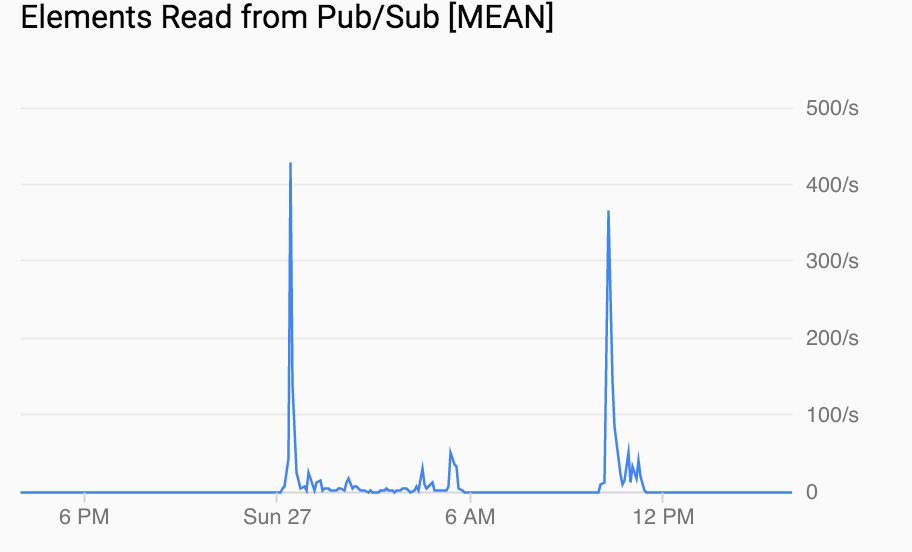 Elements Read from Pub/Sub [MEAN]
500/s
400/s
300/s
200/s
100/s
0
6 PM
Sun 27
6 AM
12 PM